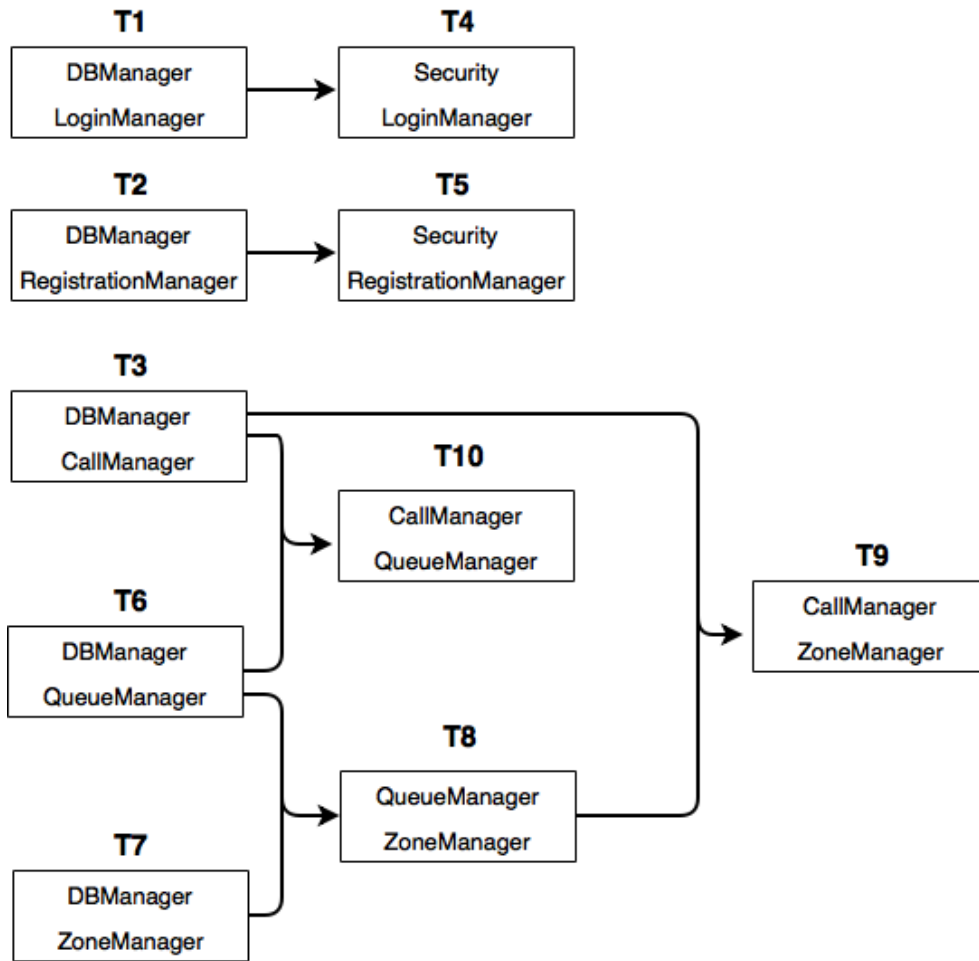 T1
DBManager
LoginManager
T4
Security
LoginManager
T2
DBManager
RegistrationManager
T5
Security
RegistrationManager
T3
DBManager
CallManager
T10
CallManager
QueueManager
T9
CallManager
ZoneManager
T6
DBManager
QueueManager
T8
QueueManager
ZoneManager
T7
DBManager
ZoneManager